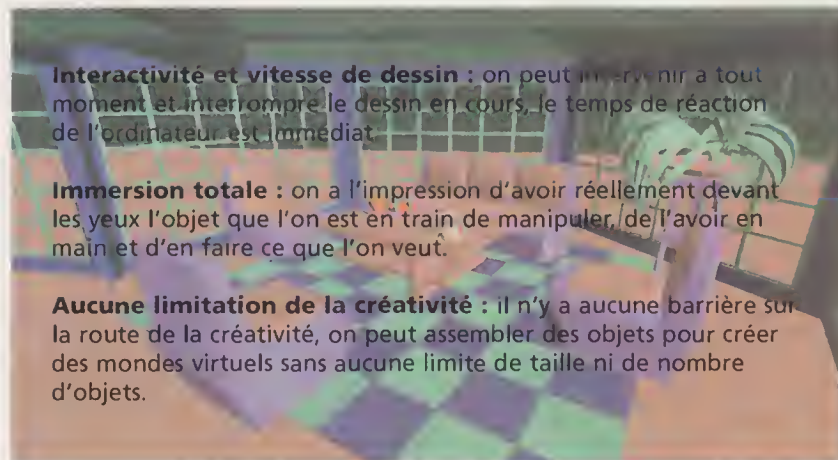 Interactivité et vitesse de dessin : on peut intervenir a tout
moment et interrompre le dessin en cours, le temps de réaction
de l'ordinateur est immédiat.
Immersion totale : on a l'impression d'avoir réellement devant
les yeux l'objet que l'on est en train de manipuler, de l'avoir en
main et d'en faire ce que l'on veut.
Aucune limitation de la créativité : il n'y a aucune barrière sur
la route de la créativité, on peut assembler des objets pour créer
des mondes virtuels sans aucune limite de taille ni de nombre
d'objets.